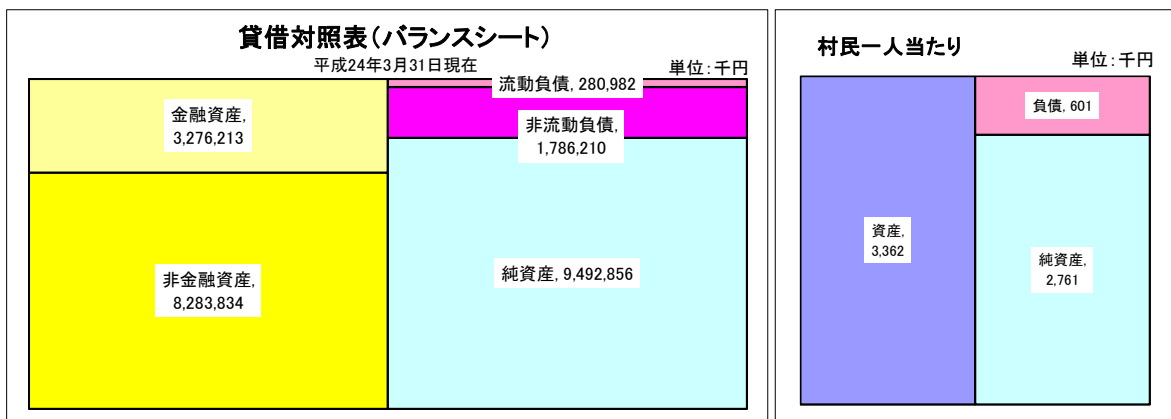 貸借対照表(バランスシート)
平成24年3月31日現在
単位:千円
金融資産,
3,276,213
非金融資産,
8,283,834
流動負債, 280,982
非流動負債,
1,786,210
純資産, 9,492,856
村民一人当たり
単位:千円
資産,
3,362
負債, 601
純資産,
2,761